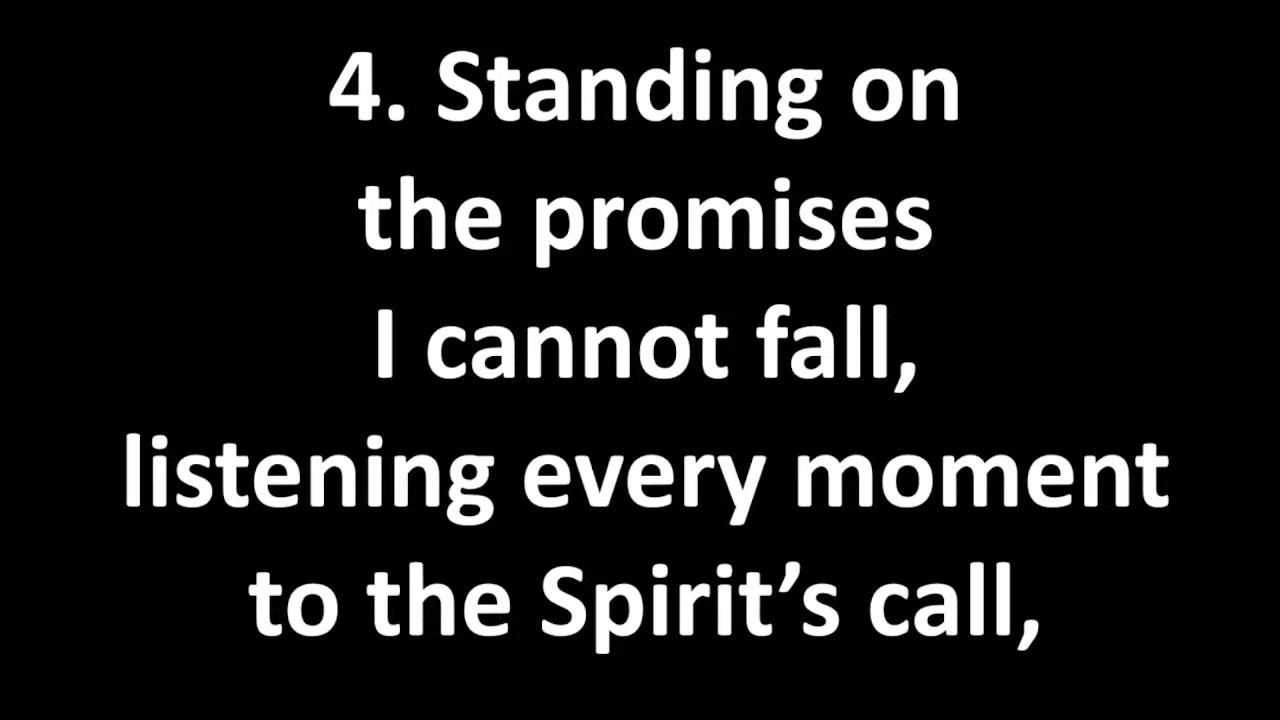 4. Standing on
the promises
I cannot fall,
listening every moment
to the Spirit’s call,